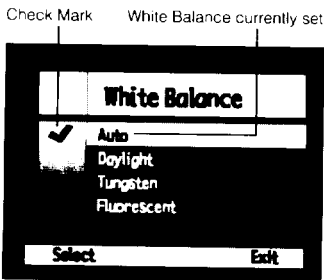 Check Mark White Balance currently set
White Balance
Auto
Daylight
Tungsten
Fluorescent
Select Exit